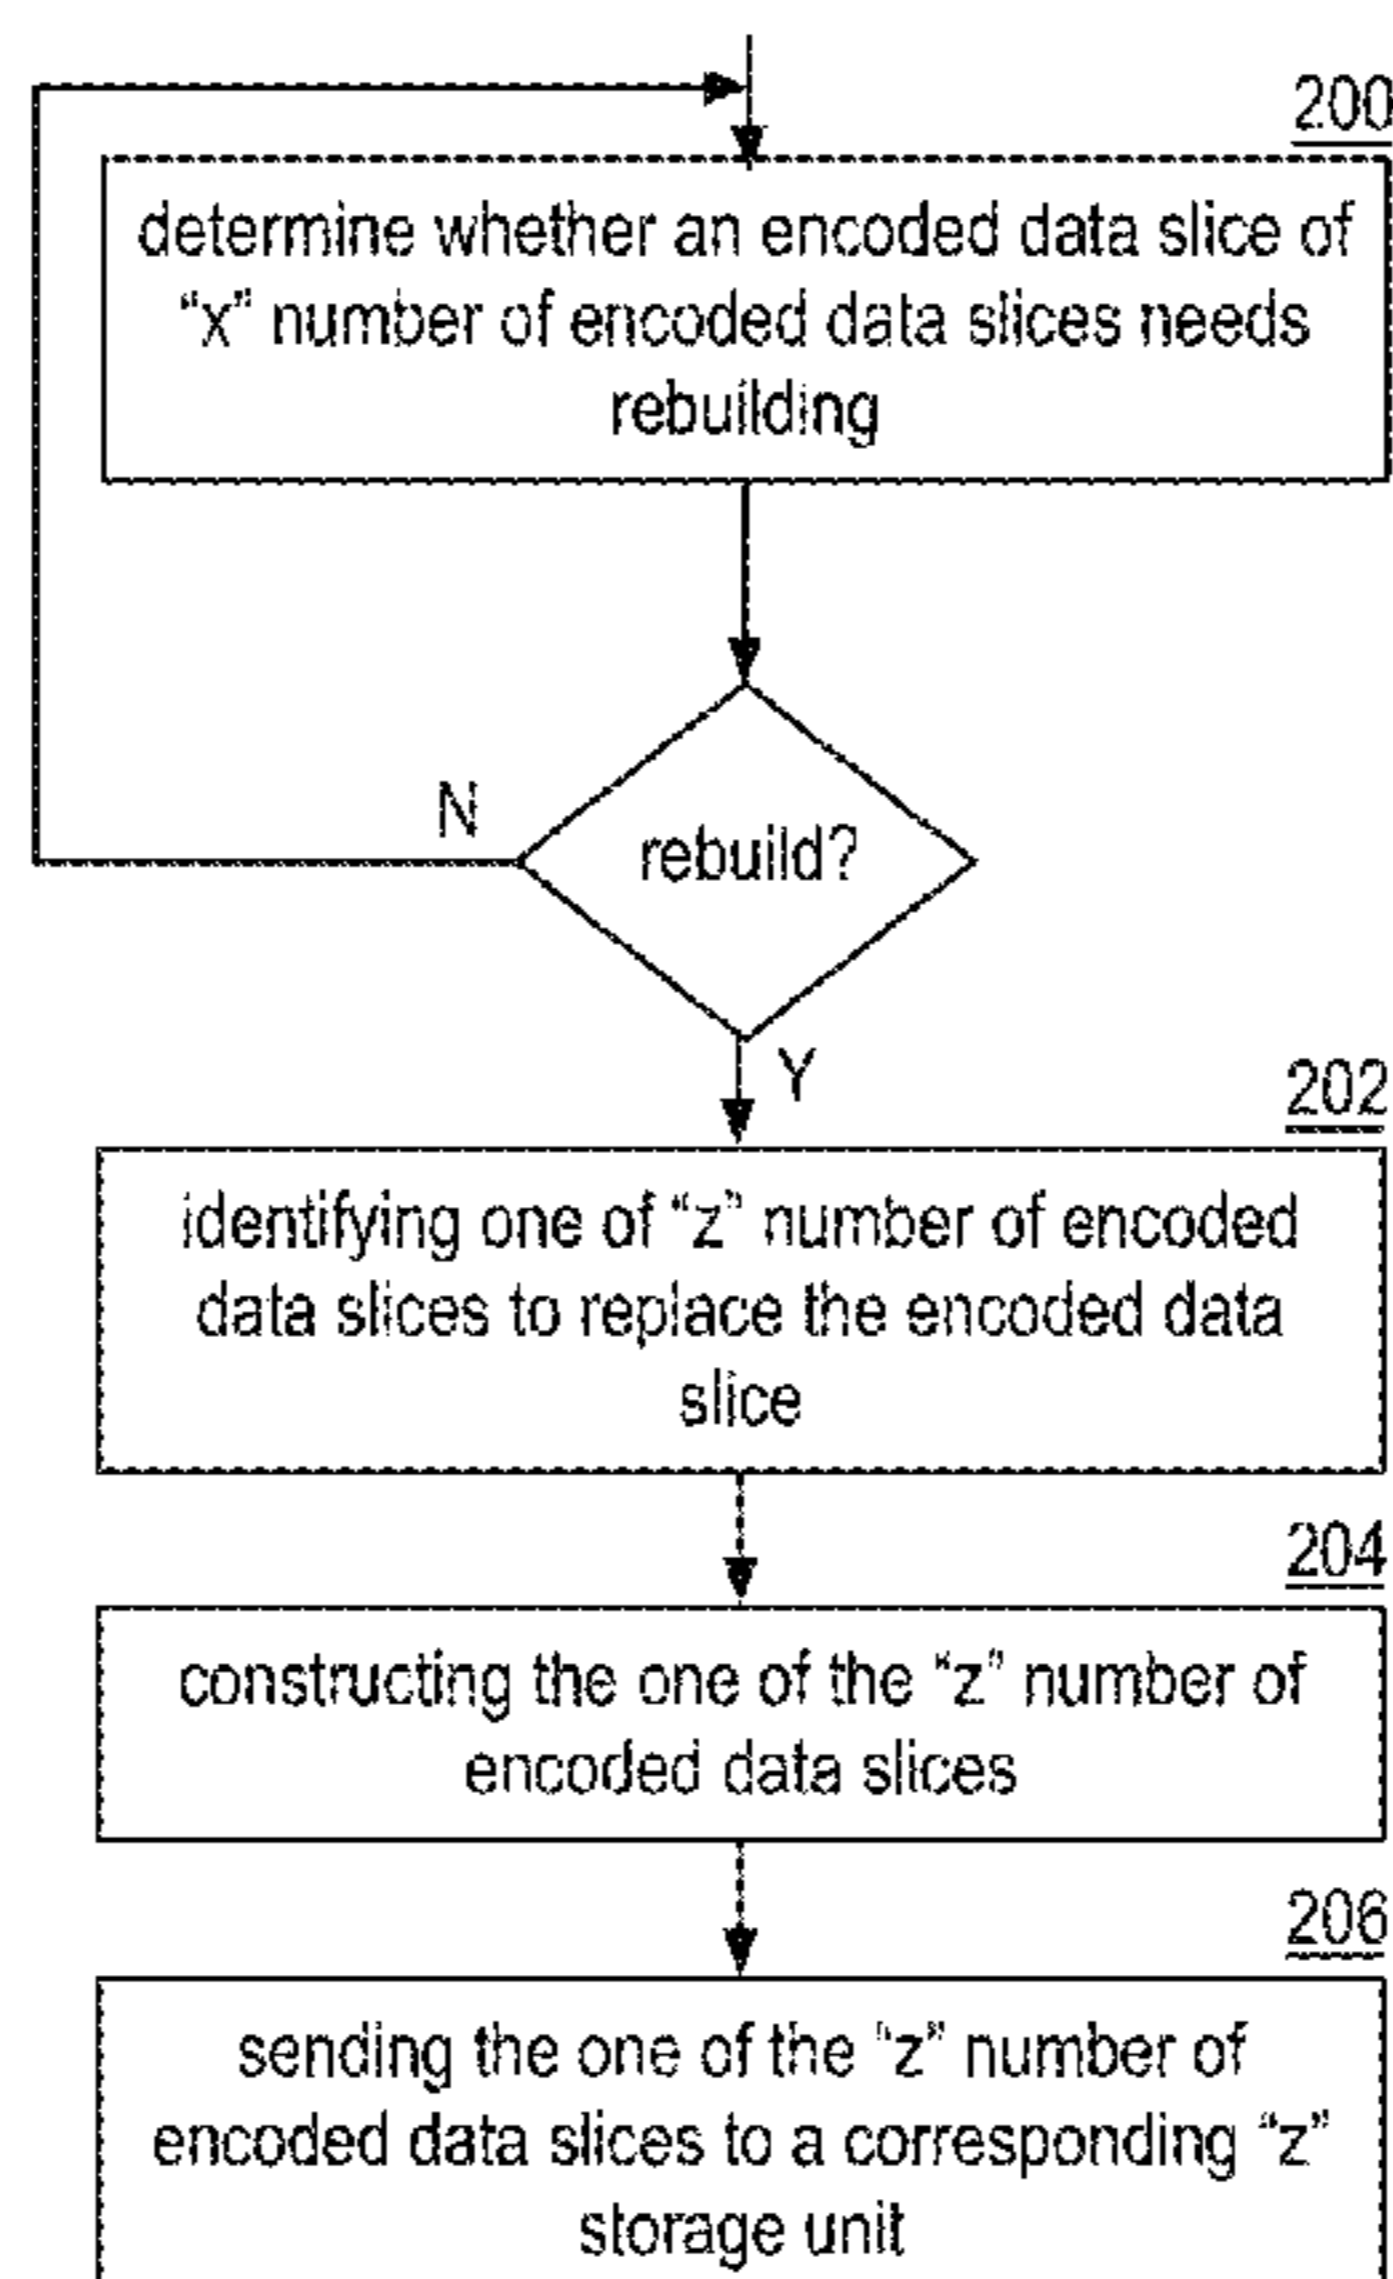 200
determine whether an encoded data slice of
“x” number of encoded data slices needs
rebuilding
N
rebuild?
Y
202
identifying one of “z” number of encoded
data slices to replace the encoded data
slice
204
constructing the one of the “z” number of
encoded data slices
206
sending the one of the “z” number of
encoded data slices to a corresponding “z”
storage unit